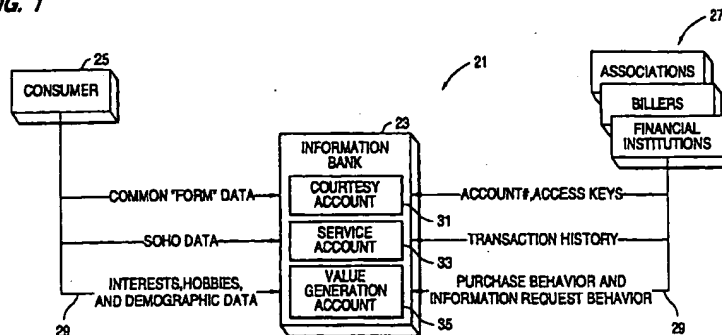 FIG. 1
27
25
CONSUMER
21
ASSOCIATIONS
BILLERS
FINANCIAL
INSTITUTIONS
23
INFORMATION
BANK
COURTESY
ACCOUNT
COMMON "FORM" DATA
ACCOUNT#,ACCESS KEYS
31
SERVICE
ACCOUNT
SOHO DATA
TRANSACTION HISTORY
33
VALUE
GENERATION
ACCOUNT
INTERESTS,HOBBIES,
AND DEMOGRAPHIC DATA
PURCHASE BEHAVIOR AND
INFORMATION REQUEST BEHAVIOR
29
35
29